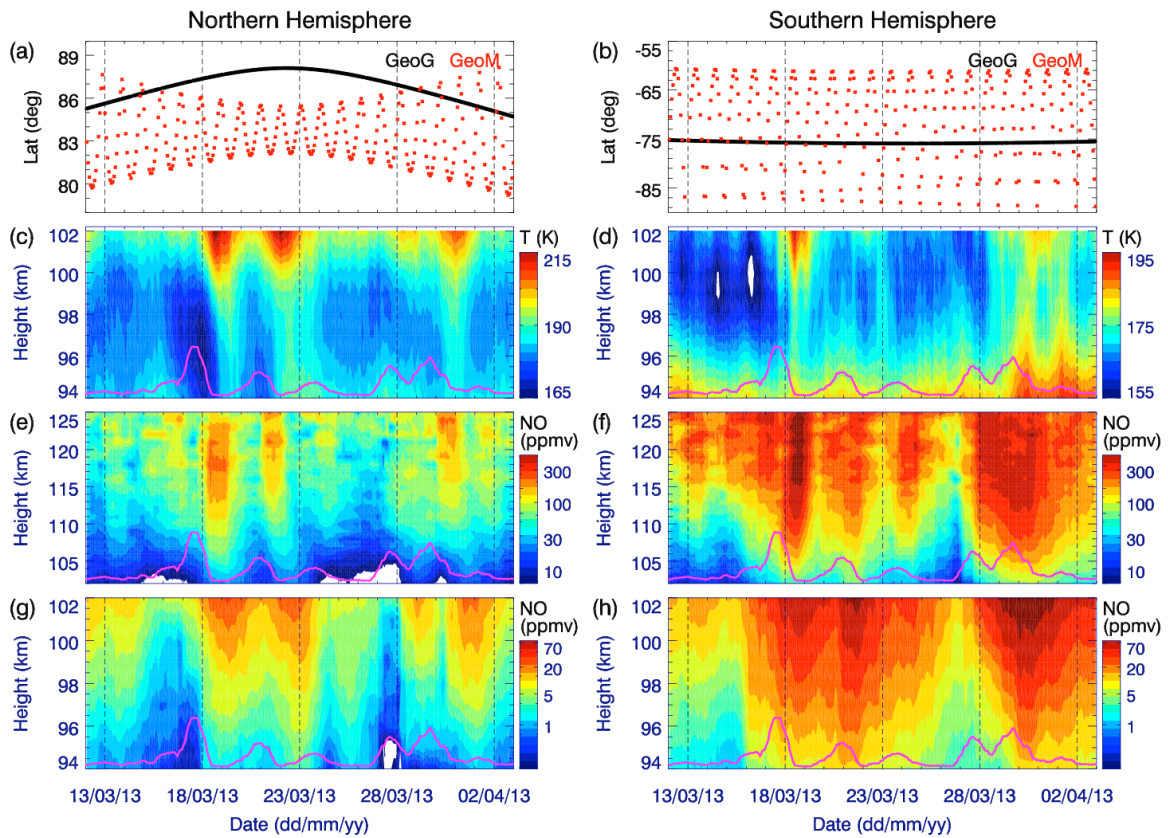 Northern Hemisphere
Southern Hemisphere
(a)
89
86
83
80
Lat (deg)
GeoG GeoM
(b)
-55
-65
-75
-85
Lat (deg)
GeoG GeoM
(c)
102
100
98
96
94
Height (km)
T (K)
215
190
165
(d)
102
100
98
96
94
Height (km)
T (K)
195
175
155
(e)
125
120
115
110
105
Height (km)
NO
(ppmv)
300
100
30
10
(f)
125
120
115
110
105
Height (km)
NO
(ppmv)
300
100
30
10
(g)
102
100
98
96
94
Height (km)
NO
(ppmv)
70
20
5
1
(h)
102
100
98
96
94
Height (km)
NO
(ppmv)
70
20
5
1
13/03/13 18/03/13 23/03/13 28/03/13 02/04/13
Date (dd/mm/yy)
13/03/13 18/03/13 23/03/13 28/03/13 02/04/13
Date (dd/mm/yy)